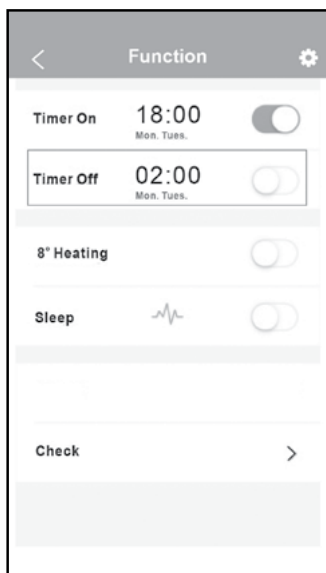 Function
Timer On 18:00
Mon. Tues.
Timer Off 02:00
Mon. Tues.
8° Heating
Sleep
Check